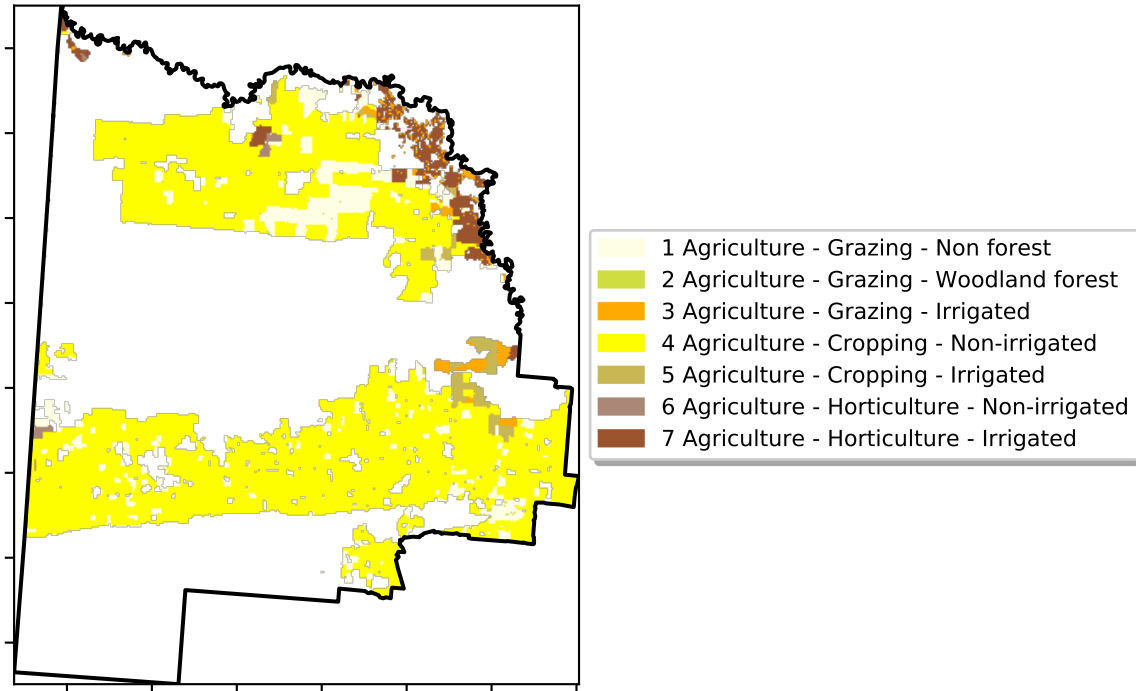 1 Agriculture - Grazing - Non forest
2 Agriculture - Grazing - Woodland forest
3 Agriculture - Grazing - Irrigated
4 Agriculture - Cropping - Non-irrigated
5 Agriculture - Cropping - Irrigated
6 Agriculture - Horticulture - Non-irrigated
7 Agriculture - Horticulture - Irrigated